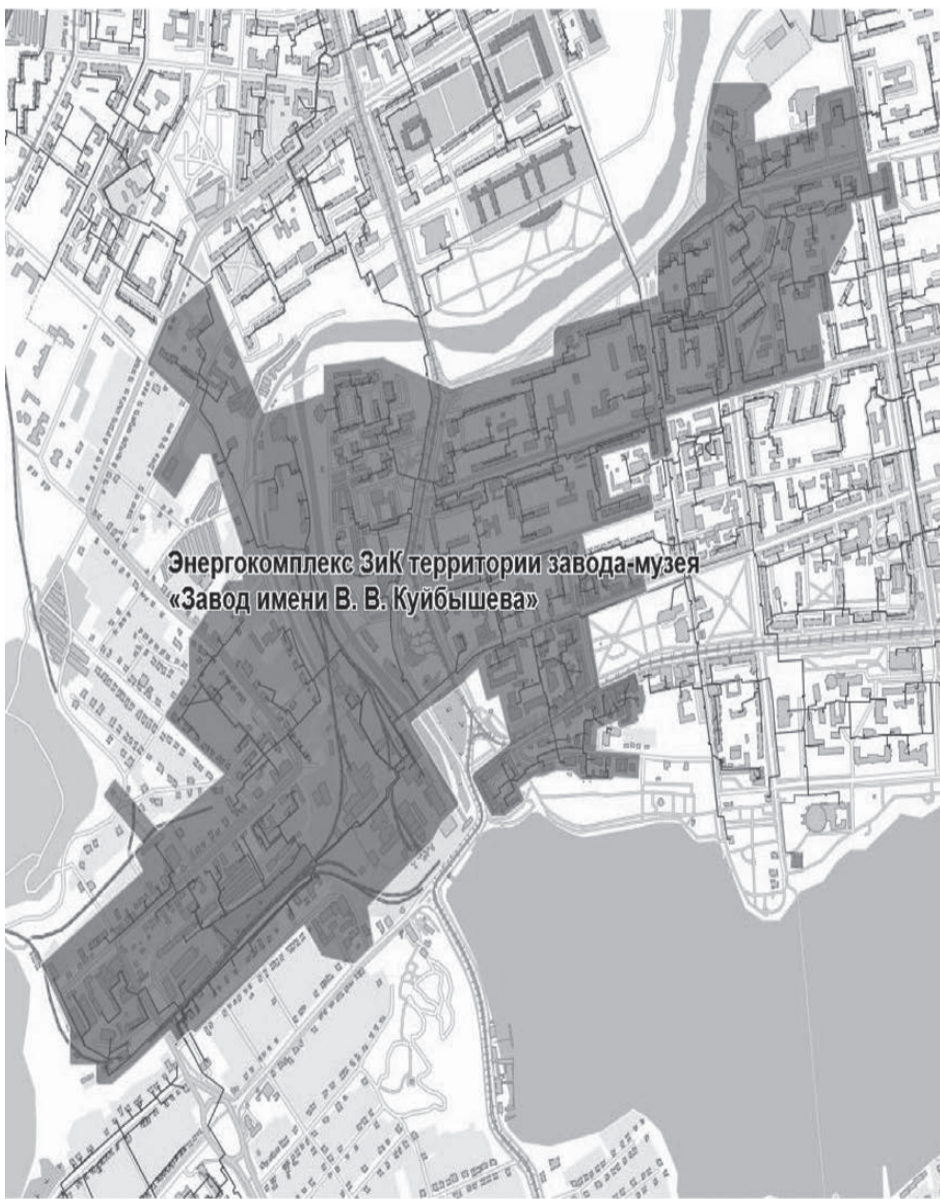 Энергокомплекс ЗиК территории завода-музея
«Завод имени В. В. Куйбышева»